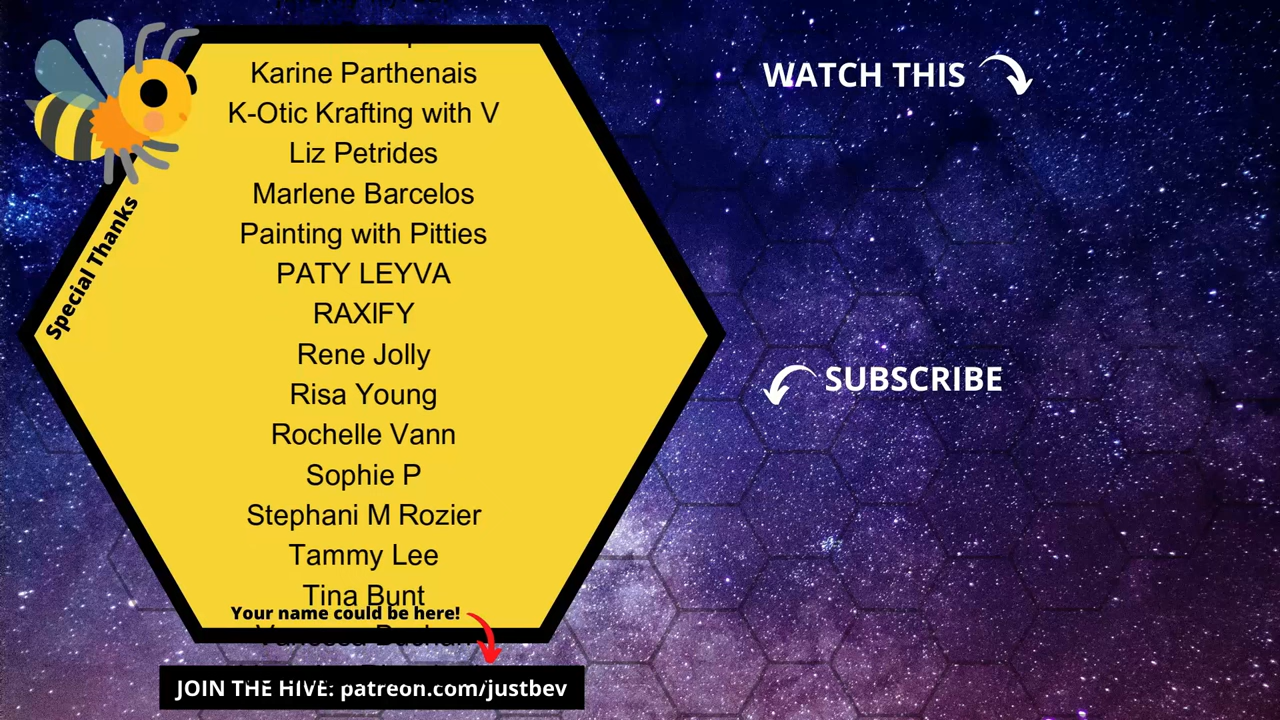 Karine Parthenais
K-Otic Krafting with V
Liz Petrides
Marlene Barcelos
Painting with Pitties
PATY LEYVA
RAXIFY
Rene Jolly
Risa Young
Rochelle Vann
Sophie P
Stephani M Rozier
Tammy Lee
Tina Bunt
Special Thanks
Your name could be here!
JOIN THE HIVE: patreon.com/justbev
WATCH THIS
SUBSCRIBE